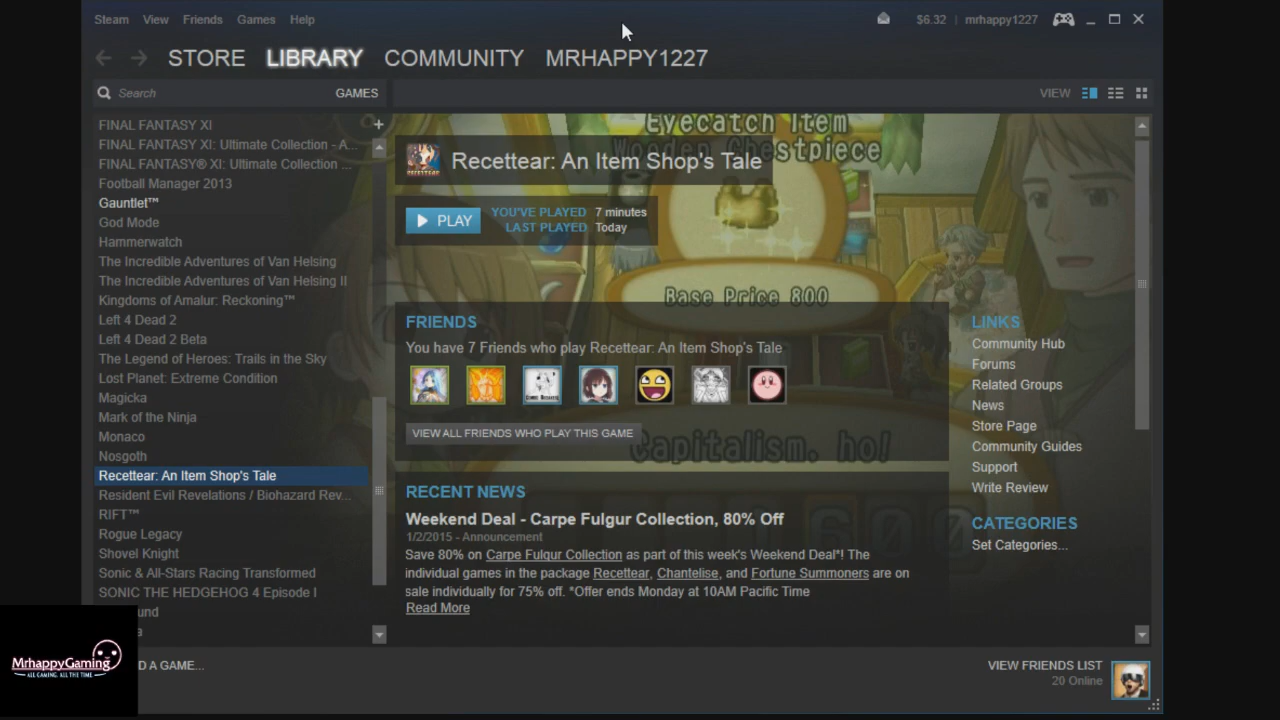 Steam View Friends Games Help
$6.32 | mrhappy1227
STORE LIBRARY COMMUNITY MRHAPPY1227
Search
GAMES
VIEW
FINAL FANTASY XI
FINAL FANTASY XI: Ultimate Collection - A...
FINAL FANTASY® XI: Ultimate Collection ...
Football Manager 2013
Gauntlet™
God Mode
Hammerwatch
The Incredible Adventures of Van Helsing
The Incredible Adventures of Van Helsing II
Kingdoms of Amalur: Reckoning™
Left 4 Dead 2
Left 4 Dead 2 Beta
The Legend of Heroes: Trails in the Sky
Lost Planet: Extreme Condition
Magicka
Mark of the Ninja
Monaco
Nosgoth
Recettear: An Item Shop's Tale
Resident Evil Revelations / Biohazard Rev...
RIFT™
Rogue Legacy
Shovel Knight
Sonic & All-Stars Racing Transformed
SONIC THE HEDGEHOG 4 Episode I
Eyecatch Item
Wooden Chestpiece
Recettear: An Item Shop's Tale
PLAY
YOU'VE PLAYED 7 minutes
LAST PLAYED Today
Base Price 800
FRIENDS
You have 7 Friends who play Recettear: An Item Shop's Tale
VIEW ALL FRIENDS WHO PLAY THIS GAME
Capitalism, ho!
RECENT NEWS
Weekend Deal - Carpe Fulgur Collection, 80% Off
1/2/2015 - Announcement
Save 80% on Carpe Fulgur Collection as part of this week's Weekend Deal*! The
individual games in the package Recettear, Chantelise, and Fortune Summoners are on
sale individually for 75% off. *Offer ends Monday at 10AM Pacific Time
Read More
LINKS
Community Hub
Forums
Related Groups
News
Store Page
Community Guides
Support
Write Review
CATEGORIES
Set Categories...
D A GAME...
VIEW FRIENDS LIST
20 Online
MrhappyGaming
ALL GAMING. ALL THE TIME